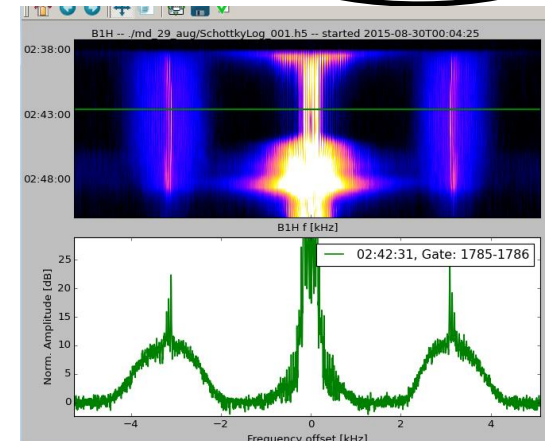 B1H -- ./md_29_aug/SchottkyLog_001.h5 -- started 2015-08-30T00:04:25
02:38:00
02:43:00
02:48:00
B1H f [kHz]
02:42:31, Gate: 1785-1786
Norm. Amplitude [dB]
25
20
15
10
5
0
−4 −2 0 2 4
Frequency offset [kHz]